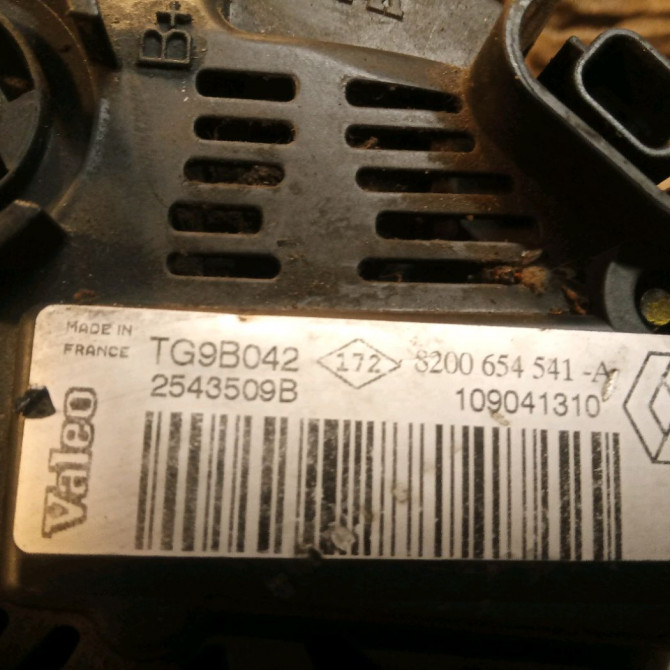 B+
MADE IN
FRANCE
TG9B042
172
8200 654 541 -A
2543509B
109041310
Valeo